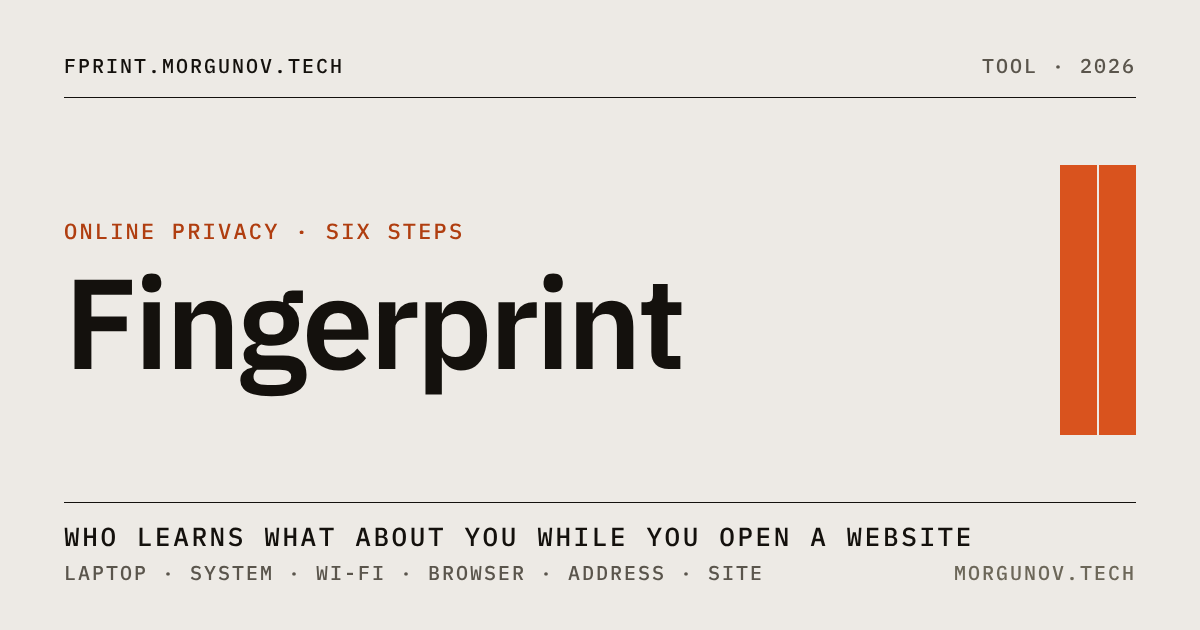 FPRINT.MORGUNOV.TECH
TOOL · 2026
ONLINE PRIVACY · SIX STEPS
Fingerprint
WHO LEARNS WHAT ABOUT YOU WHILE YOU OPEN A WEBSITE
LAPTOP · SYSTEM · WI-FI · BROWSER · ADDRESS · SITE
MORGUNOV.TECH